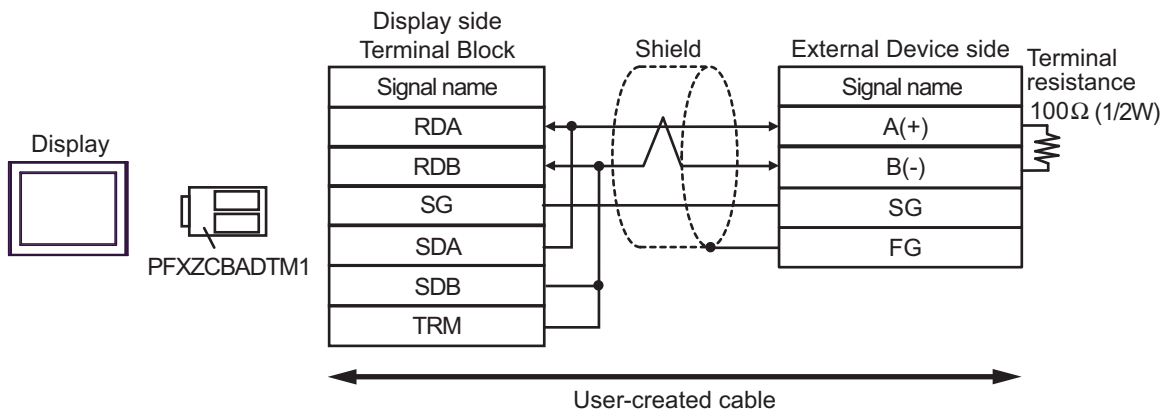 Display side
Terminal Block
Shield
External Device side
Terminal
resistance
100Ω (1/2W)
Signal name
Signal name
RDA
A(+)
Display
RDB
B(-)
SG
SG
SDA
FG
PFXZCBADTM1
SDB
TRM
User-created cable